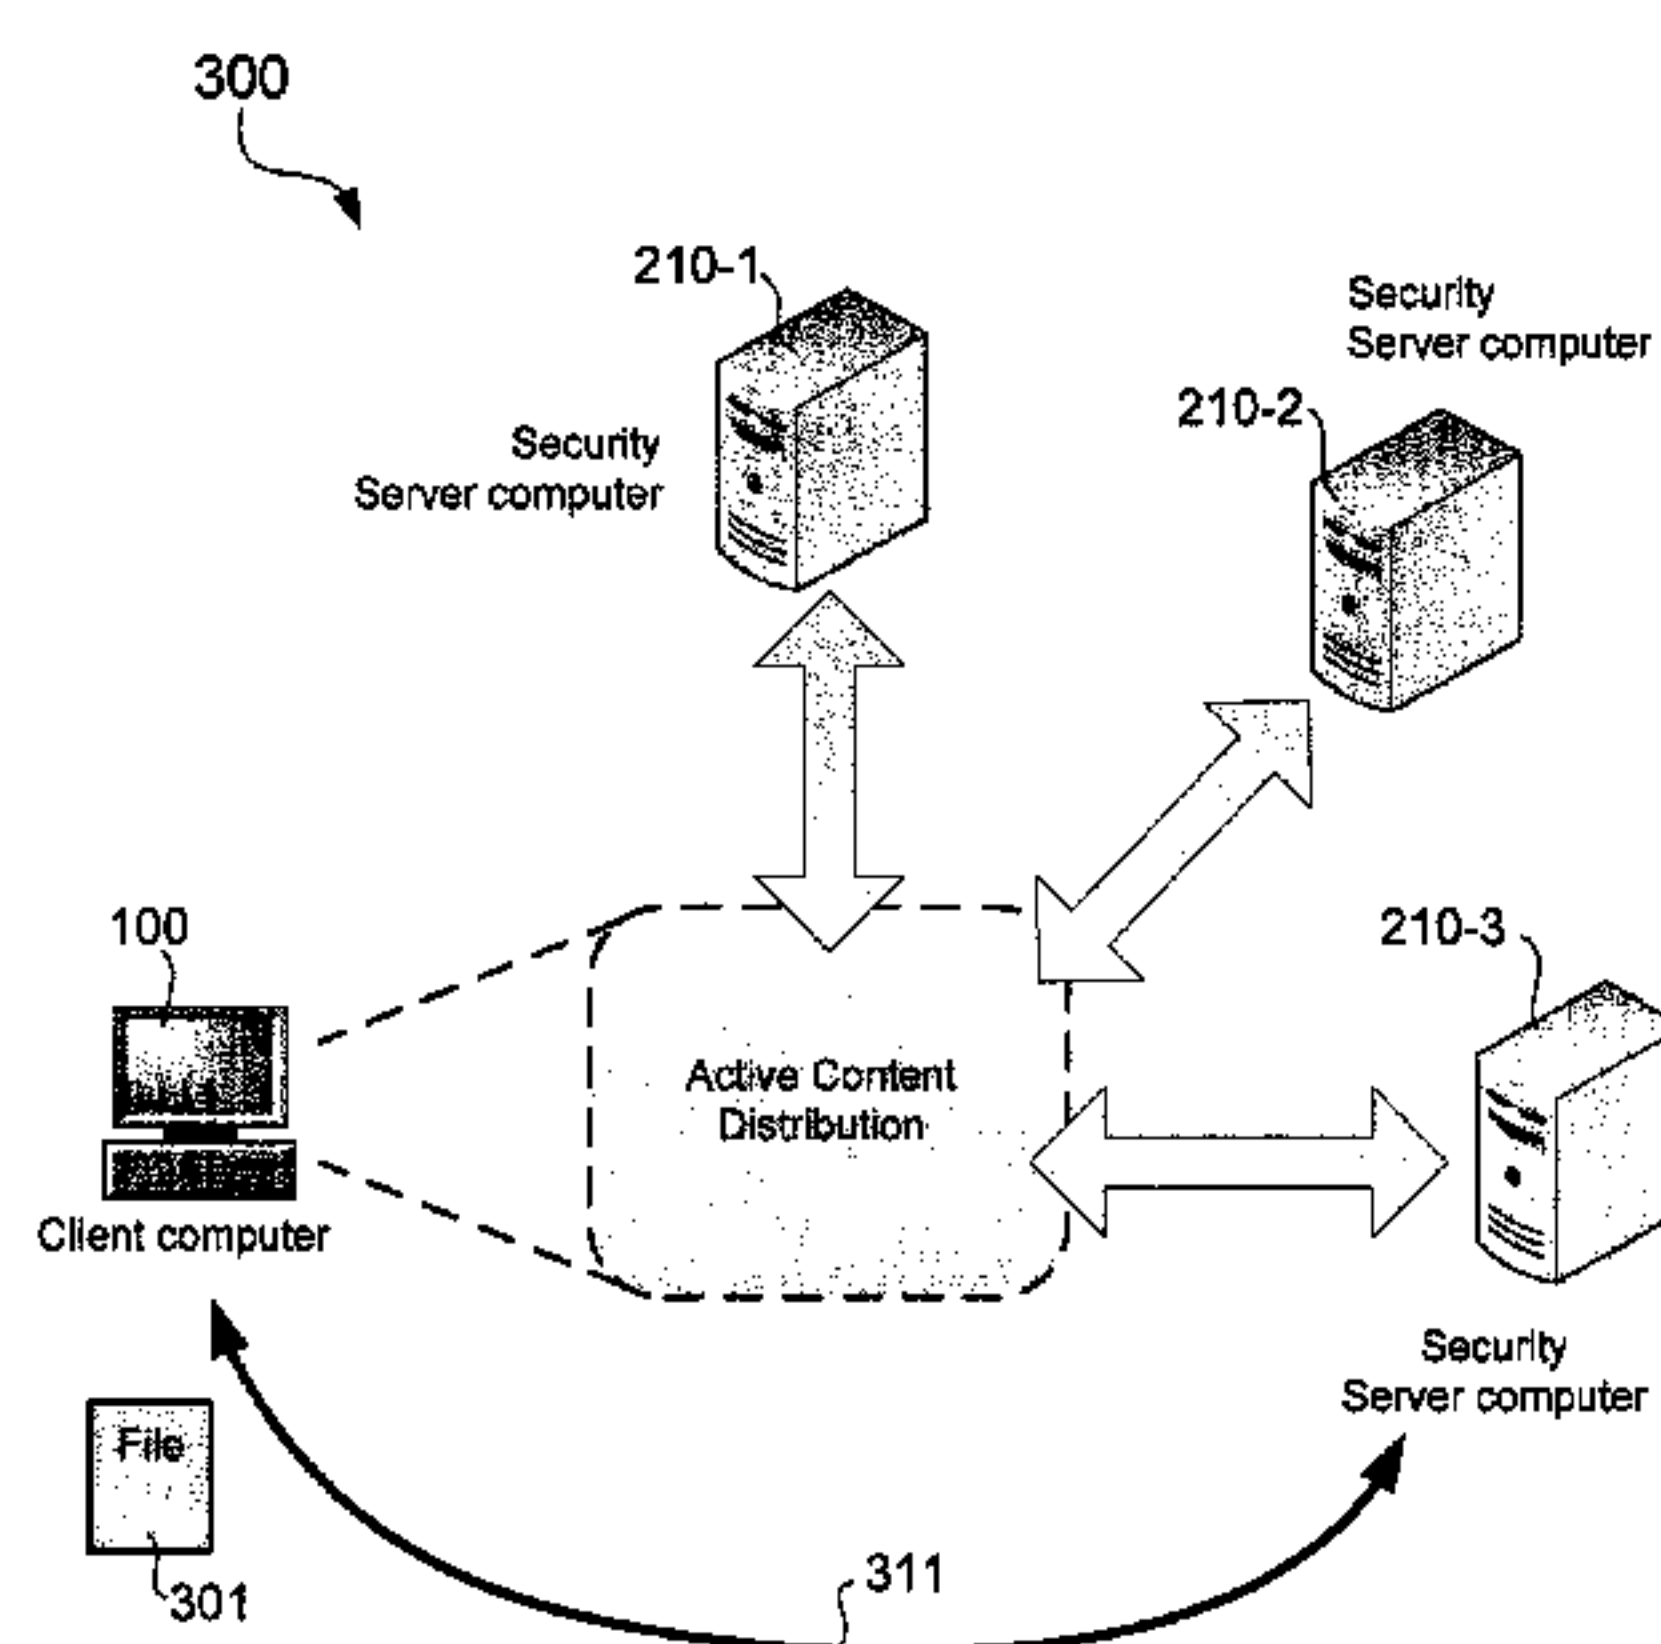 300
210-1
Security
Server computer
210-2
Security
Server computer
100
Client computer
Active Content
Distribution
210-3
Security
Server computer
File
301
311